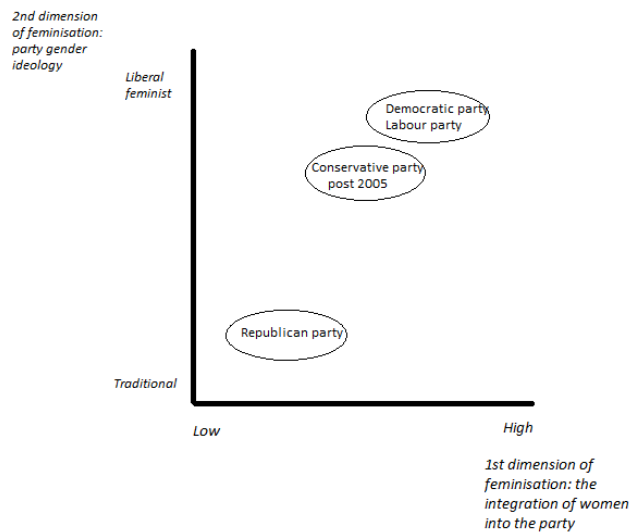 2nd dimension
of feminisation:
party gender
ideology
Liberal
feminist
Democratic party
Labour party
Conservative party
post 2005
Republican party
Traditional
Low
High
1st dimension of
feminisation: the
integration of women
into the party